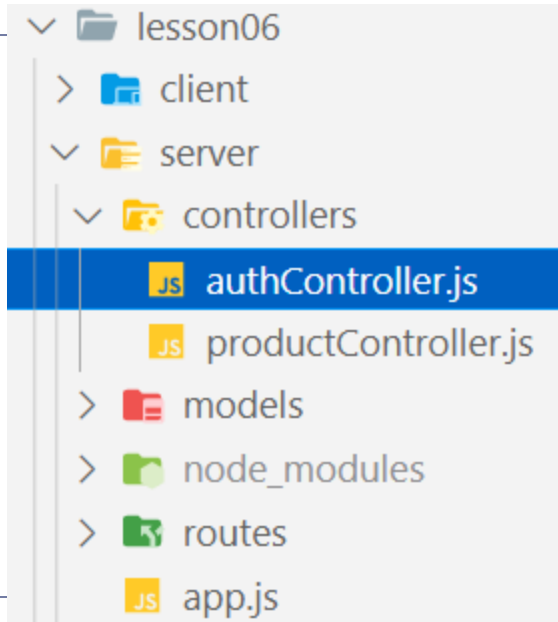 lesson06
client
server
controllers
JS authController.js
JS productController.js
models
node_modules
routes
JS app.js